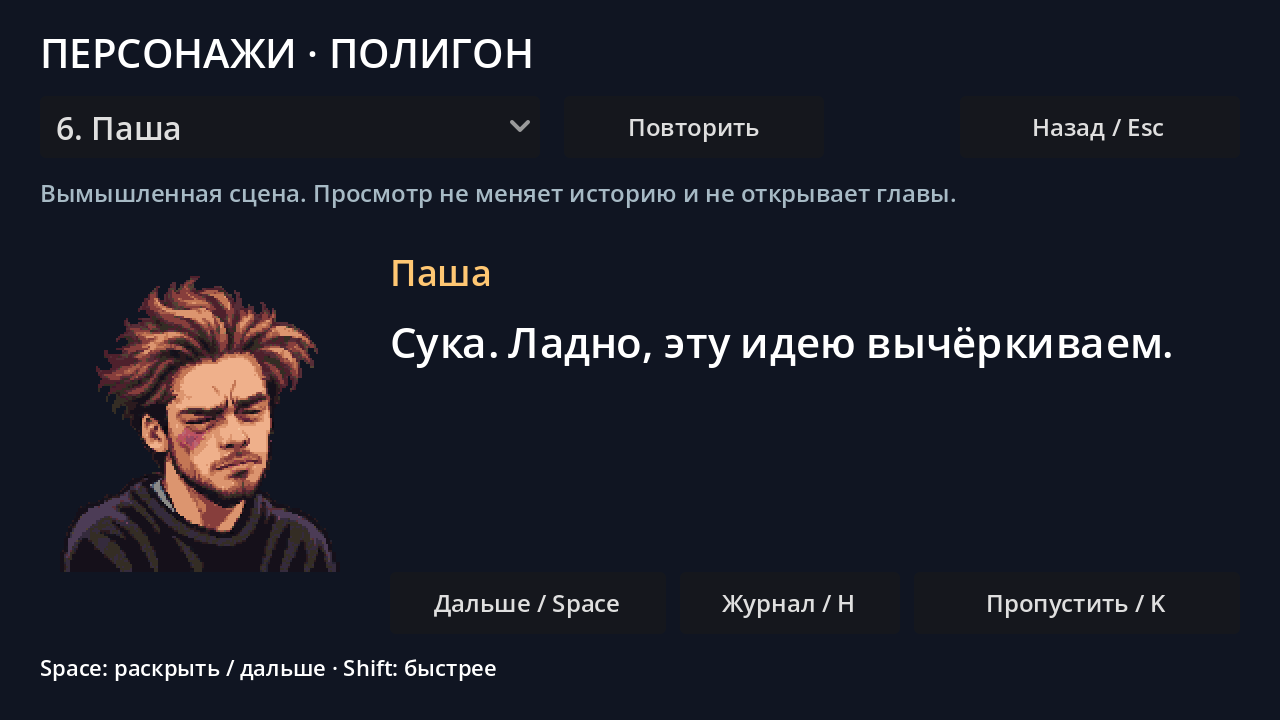 ПЕРСОНАЖИ · ПОЛИГОН
6. Паша
Повторить
Назад / Esc
Вымышленная сцена. Просмотр не меняет историю и не открывает главы.
Паша
Сука. Ладно, эту идею вычёркиваем.
Дальше / Space
Журнал / H
Пропустить / K
Space: раскрыть / дальше · Shift: быстрее